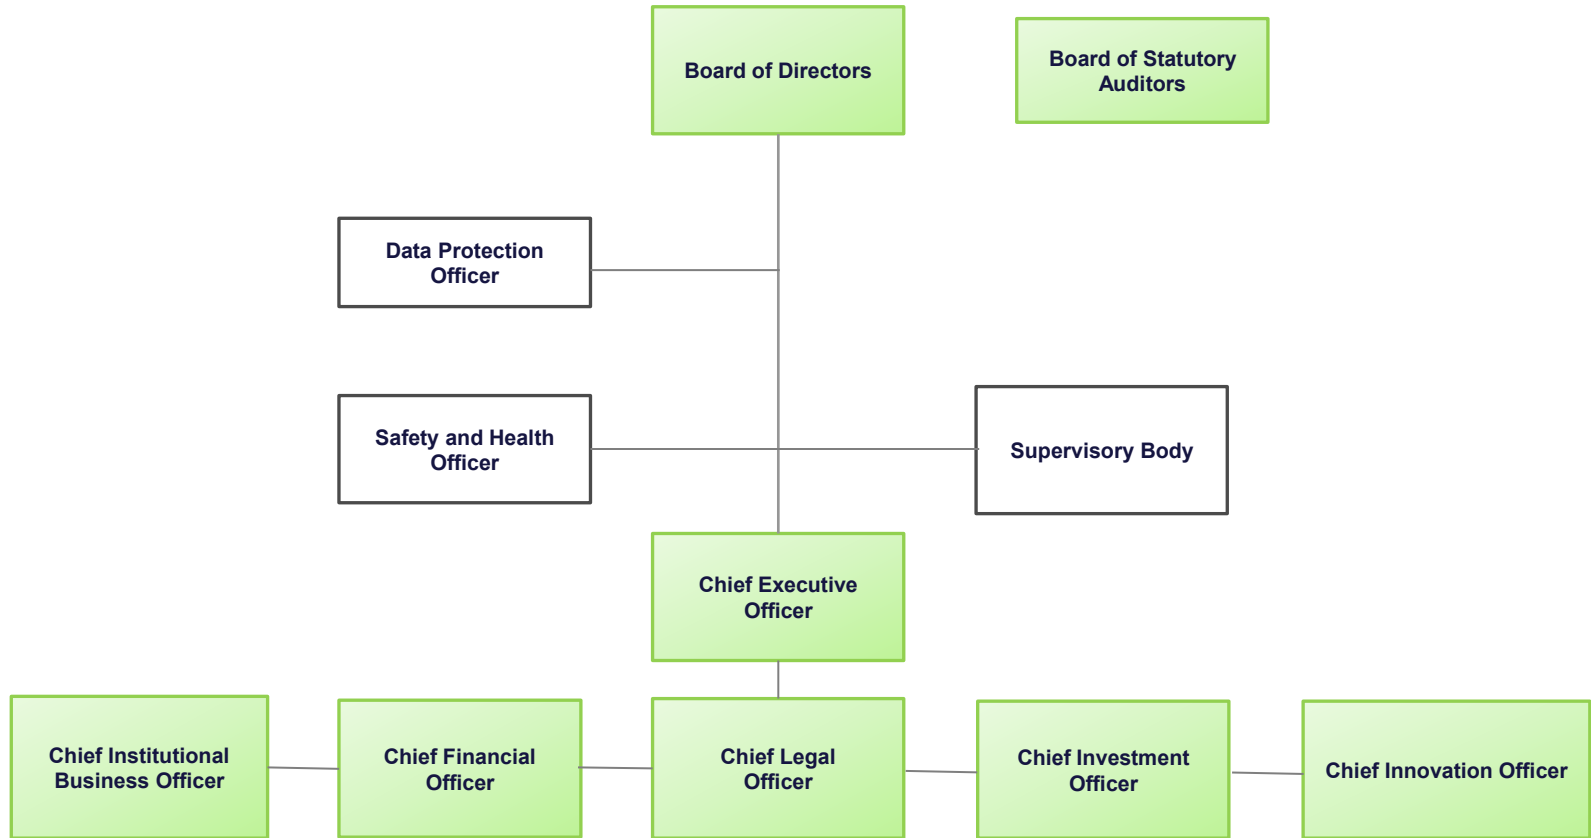 Board of Directors
Board of Statutory
Auditors
Data Protection
Officer
Safety and Health
Officer
Supervisory Body
Chief Executive
Officer
Chief Institutional
Business Officer
Chief Financial
Officer
Chief Legal
Officer
Chief Investment
Officer
Chief Innovation Officer